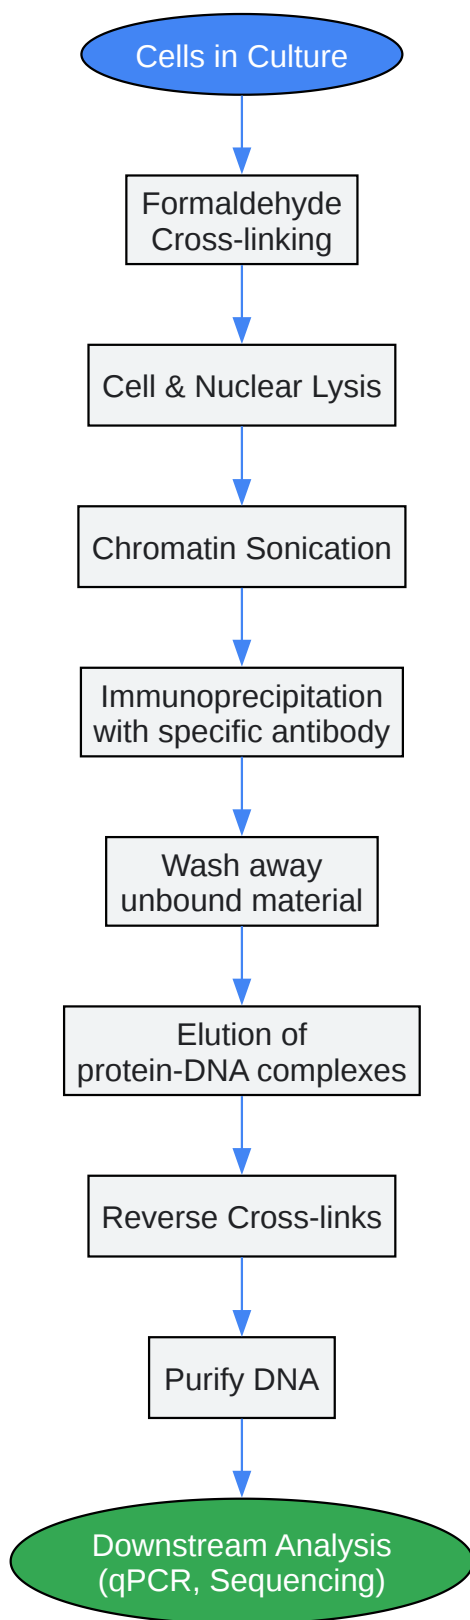 Cells in Culture
Formaldehyde
Cross-linking
Cell & Nuclear Lysis
Chromatin Sonication
Immunoprecipitation
with specific antibody
Wash away
unbound material
Elution of
protein-DNA complexes
Reverse Cross-links
Purify DNA
Downstream Analysis
(qPCR, Sequencing)